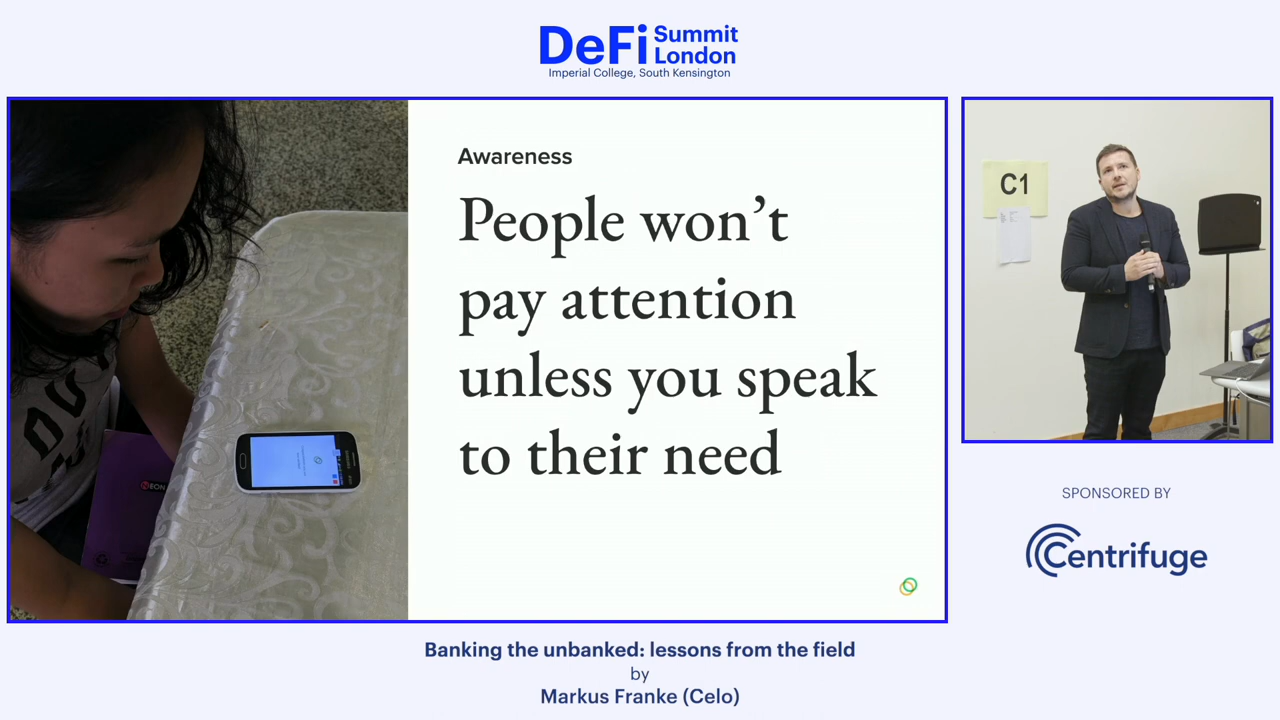 DeFi Summit London
Imperial College, South Kensington
Awareness
People won't
pay attention
unless you speak
to their need
NEON
C1
SPONSORED BY
Centrifuge
Banking the unbanked: lessons from the field
by
Markus Franke (Celo)